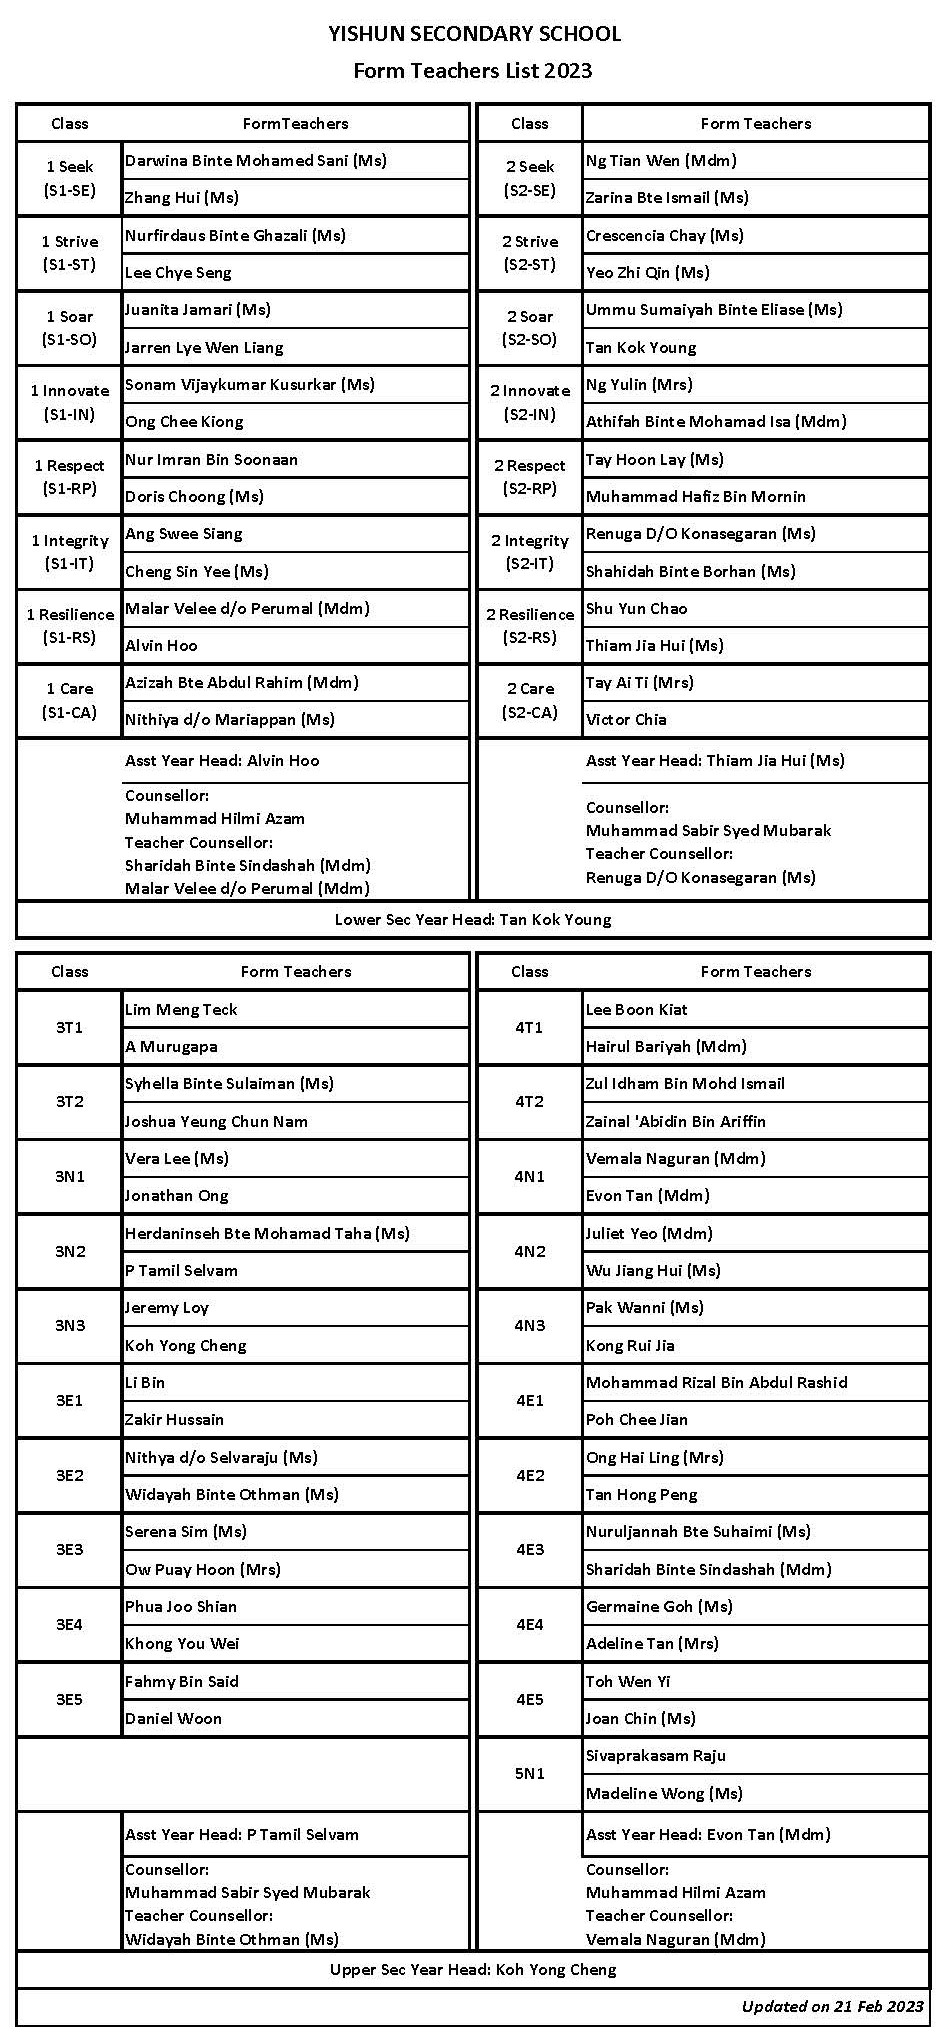 YISHUN SECONDARY SCHOOL
Form Teachers List 2023
Class FormTeachers
1 Seek
(S1-SE)
Darwina Binte Mohamed Sani (Ms)
Zhang Hui (Ms)
1 Strive
(S1-ST)
Nurfirdaus Binte Ghazali (Ms)
Lee Chye Seng
1 Soar
(S1-SO)
Juanita Jamari (Ms)
Jarren Lye Wen Liang
1 Innovate
(S1-IN)
Sonam Vijaykumar Kusurkar (Ms)
Ong Chee Kiong
1 Respect
(S1-RP)
Nur Imran Bin Soonaan
Doris Choong (Ms)
1 Integrity
(S1-IT)
Ang Swee Siang
Cheng Sin Yee (Ms)
1 Resilience
(S1-RS)
Malar Velee d/o Perumal (Mdm)
Alvin Hoo
1 Care
(S1-CA)
Azizah Bte Abdul Rahim (Mdm)
Nithiya d/o Mariappan (Ms)
Asst Year Head: Alvin Hoo
Counsellor:
Muhammad Hilmi Azam
Teacher Counsellor:
Sharidah Binte Sindashah (Mdm)
Malar Velee d/o Perumal (Mdm)
Class Form Teachers
2 Seek
(S2-SE)
Ng Tian Wen (Mdm)
Zarina Bte Ismail (Ms)
2 Strive
(S2-ST)
Crescencia Chay (Ms)
Yeo Zhi Qin (Ms)
2 Soar
(S2-SO)
Ummu Sumaiyah Binte Eliase (Ms)
Tan Kok Young
2 Innovate
(S2-IN)
Ng Yulin (Mrs)
Athifah Binte Mohamad Isa (Mdm)
2 Respect
(S2-RP)
Tay Hoon Lay (Ms)
Muhammad Hafiz Bin Mornin
2 Integrity
(S2-IT)
Renuga D/O Konasegaran (Ms)
Shahidah Binte Borhan (Ms)
2 Resilience
(S2-RS)
Shu Yun Chao
Thiam Jia Hui (Ms)
2 Care
(S2-CA)
Tay Ai Ti (Mrs)
Victor Chia
Asst Year Head: Thiam Jia Hui (Ms)
Counsellor:
Muhammad Sabir Syed Mubarak
Teacher Counsellor:
Renuga D/O Konasegaran (Ms)
Lower Sec Year Head: Tan Kok Young
Class Form Teachers
3T1
Lim Meng Teck
A Murugapa
3T2
Syhella Binte Sulaiman (Ms)
Joshua Yeung Chun Nam
3N1
Vera Lee (Ms)
Jonathan Ong
3N2
Herdaninseh Bte Mohamad Taha (Ms)
P Tamil Selvam
3N3
Jeremy Loy
Koh Yong Cheng
3E1
Li Bin
Zakir Hussain
3E2
Nithya d/o Selvaraju (Ms)
Widayah Binte Othman (Ms)
3E3
Serena Sim (Ms)
Ow Puay Hoon (Mrs)
3E4
Phua Joo Shian
Khong You Wei
3E5
Fahmy Bin Said
Daniel Woon
Asst Year Head: P Tamil Selvam
Counsellor:
Muhammad Sabir Syed Mubarak
Teacher Counsellor:
Widayah Binte Othman (Ms)
Class Form Teachers
4T1
Lee Boon Kiat
Hairul Bariyah (Mdm)
4T2
Zul Idham Bin Mohd Ismail
Zainal 'Abidin Bin Ariffin
4N1
Vemala Naguran (Mdm)
Evon Tan (Mdm)
4N2
Juliet Yeo (Mdm)
Wu Jiang Hui (Ms)
4N3
Pak Wanni (Ms)
Kong Rui Jia
4E1
Mohammad Rizal Bin Abdul Rashid
Poh Chee Jian
4E2
Ong Hai Ling (Mrs)
Tan Hong Peng
4E3
Nuruljannah Bte Suhaimi (Ms)
Sharidah Binte Sindashah (Mdm)
4E4
Germaine Goh (Ms)
Adeline Tan (Mrs)
4E5
Toh Wen Yi
Joan Chin (Ms)
5N1
Sivaprakasam Raju
Madeline Wong (Ms)
Asst Year Head: Evon Tan (Mdm)
Counsellor:
Muhammad Hilmi Azam
Teacher Counsellor:
Vemala Naguran (Mdm)
Upper Sec Year Head: Koh Yong Cheng
Updated on 21 Feb 2023